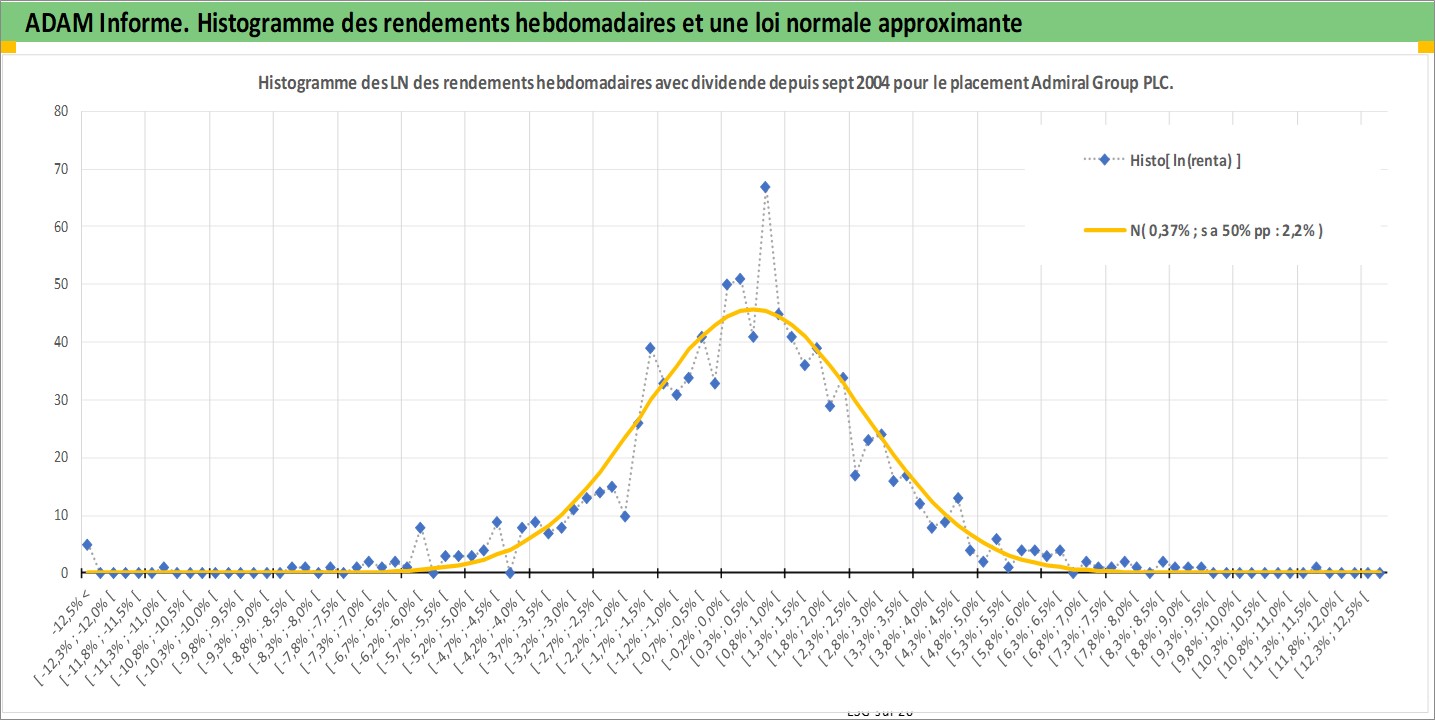 ADAM Informe. Histogramme des rendements hebdomadaires et une loi normale approximante
Histogramme des LN des rendements hebdomadaires avec dividende depuis sept 2004 pour le placement Admiral Group PLC.
80
70
60
50
40
30
20
10
0
Histo[ ln(renta) ]
N( 0,37% ; s a 50% pp : 2,2% )
-12,5% <
[ -12,3% ; -12,0% [
[ -11,8% ; -11,5% [
[ -11,3% ; -11,0% [
[ -10,8% ; -10,5% [
[ -10,3% ; -10,0% [
[ -9,8% ; -9,5% [
[ -9,3% ; -9,0% [
[ -8,8% ; -8,5% [
[ -8,3% ; -8,0% [
[ -7,8% ; -7,5% [
[ -7,3% ; -7,0% [
[ -6,7% ; -6,5% [
[ -6,2% ; -6,0% [
[ -5,7% ; -5,5% [
[ -5,2% ; -5,0% [
[ -4,7% ; -4,5% [
[ -4,2% ; -4,0% [
[ -3,7% ; -3,5% [
[ -3,2% ; -3,0% [
[ -2,7% ; -2,5% [
[ -2,2% ; -2,0% [
[ -1,7% ; -1,5% [
[ -1,2% ; -1,0% [
[ -0,7% ; -0,5% [
[ -0,2% ; 0,0% [
[ 0,3% ; 0,5% [
[ 0,8% ; 1,0% [
[ 1,3% ; 1,5% [
[ 1,8% ; 2,0% [
[ 2,3% ; 2,5% [
[ 2,8% ; 3,0% [
[ 3,3% ; 3,5% [
[ 3,8% ; 4,0% [
[ 4,3% ; 4,5% [
[ 4,8% ; 5,0% [
[ 5,3% ; 5,5% [
[ 5,8% ; 6,0% [
[ 6,3% ; 6,5% [
[ 6,8% ; 7,0% [
[ 7,3% ; 7,5% [
[ 7,8% ; 8,0% [
[ 8,3% ; 8,5% [
[ 8,8% ; 9,0% [
[ 9,3% ; 9,5% [
[ 9,8% ; 10,0% [
[ 10,3% ; 10,5% [
[ 10,8% ; 11,0% [
[ 11,3% ; 11,5% [
[ 11,8% ; 12,0% [
[ 12,3% ; 12,5% [